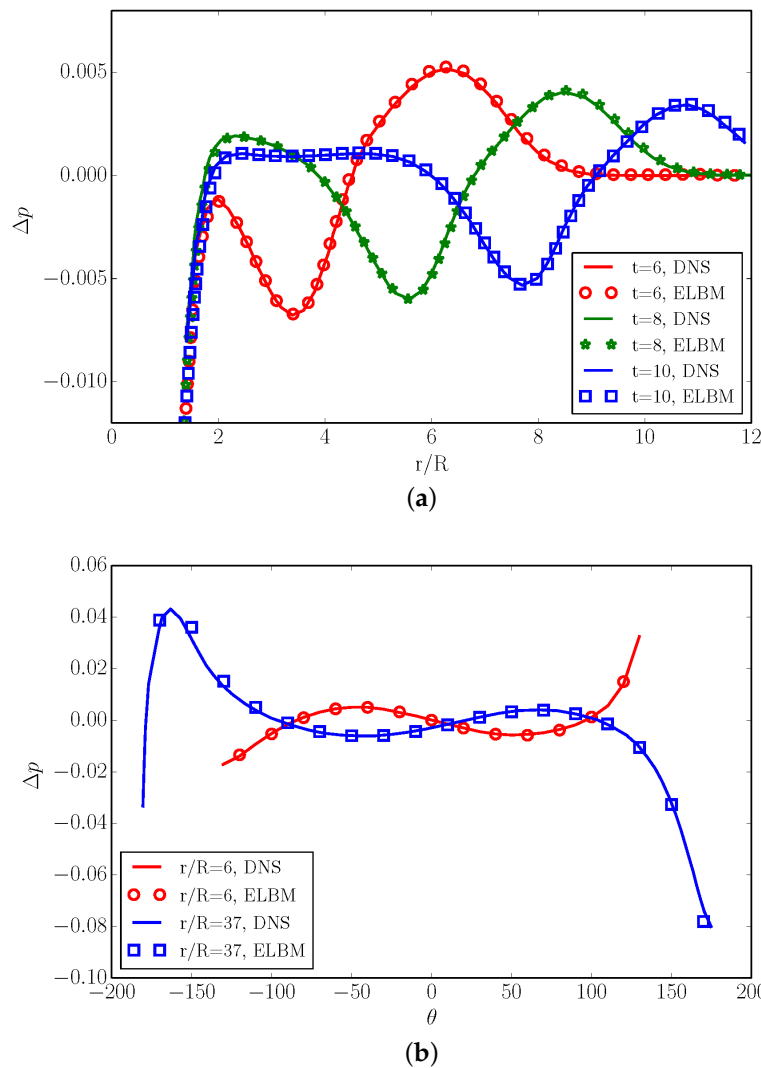 0.005
0.000
−0.005
−0.010
Δp
0 2 4 6 8 10 12
r/R
t=6, DNS
t=6, ELBM
t=8, DNS
t=8, ELBM
t=10, DNS
t=10, ELBM
(a)
0.06
0.04
0.02
0.00
−0.02
−0.04
−0.06
−0.08
−0.10
Δp
−200 −150 −100 −50 0 50 100 150 200
θ
r/R=6, DNS
r/R=6, ELBM
r/R=37, DNS
r/R=37, ELBM
(b)